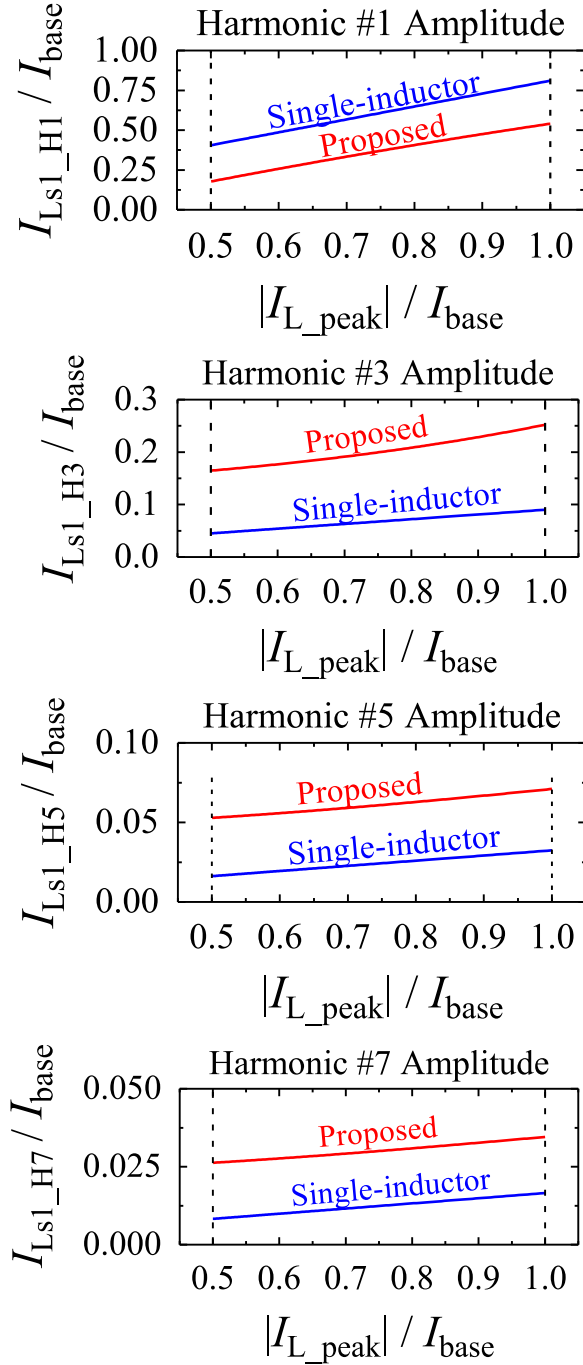 Harmonic #1 Amplitude
I_Ls1_H1 / I_base
1.00
0.75
0.50
0.25
0.00
Single-inductor
Proposed
0.5 0.6 0.7 0.8 0.9 1.0
|I_L_peak| / I_base
Harmonic #3 Amplitude
I_Ls1_H3 / I_base
0.3
0.2
0.1
0.0
Proposed
Single-inductor
0.5 0.6 0.7 0.8 0.9 1.0
|I_L_peak| / I_base
Harmonic #5 Amplitude
I_Ls1_H5 / I_base
0.10
0.05
0.00
Proposed
Single-inductor
0.5 0.6 0.7 0.8 0.9 1.0
|I_L_peak| / I_base
Harmonic #7 Amplitude
I_Ls1_H7 / I_base
0.050
0.025
0.000
Proposed
Single-inductor
0.5 0.6 0.7 0.8 0.9 1.0
|I_L_peak| / I_base